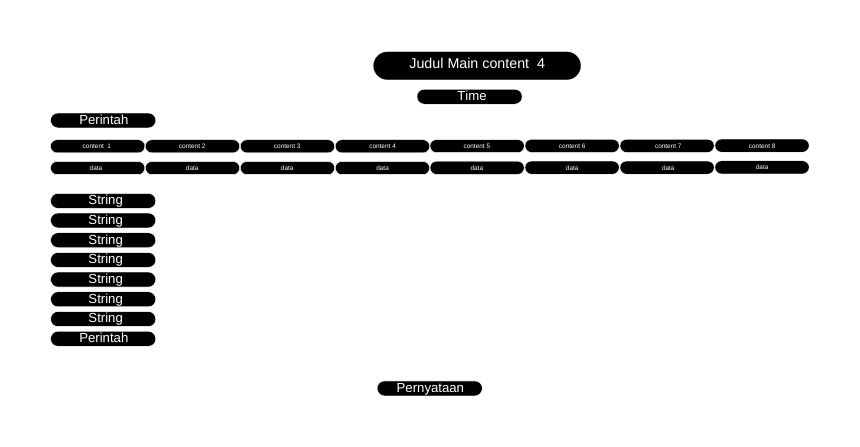 Judul Main content  4
Time
Perintah
content  1 content 2 content 3 content 4 content 5 content 6 content 7 content 8
data data data data data data data data
String
String
String
String
String
String
String
Perintah
Pernyataan